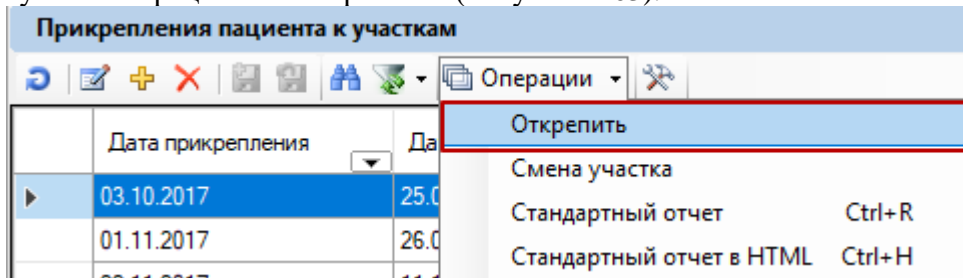 Прикрепления пациента к участкам
Операции
Дата прикрепления
Открепить
Смена участка
03.10.2017
Стандартный отчет Ctrl+R
01.11.2017
Стандартный отчет в HTML Ctrl+H